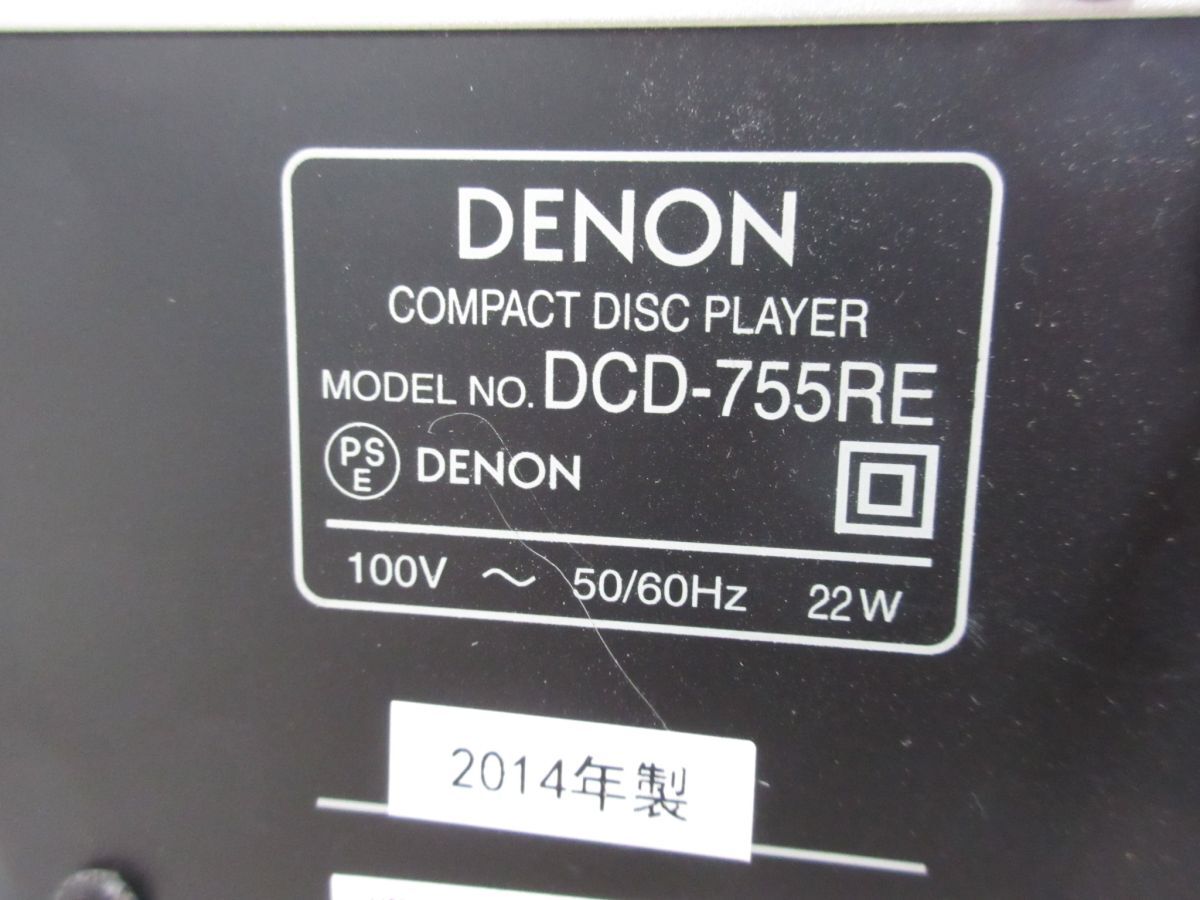 DENON
COMPACT DISC PLAYER
MODEL NO. DCD-755RE
PSE DENON
100V ～ 50/60Hz 22W
2014年製